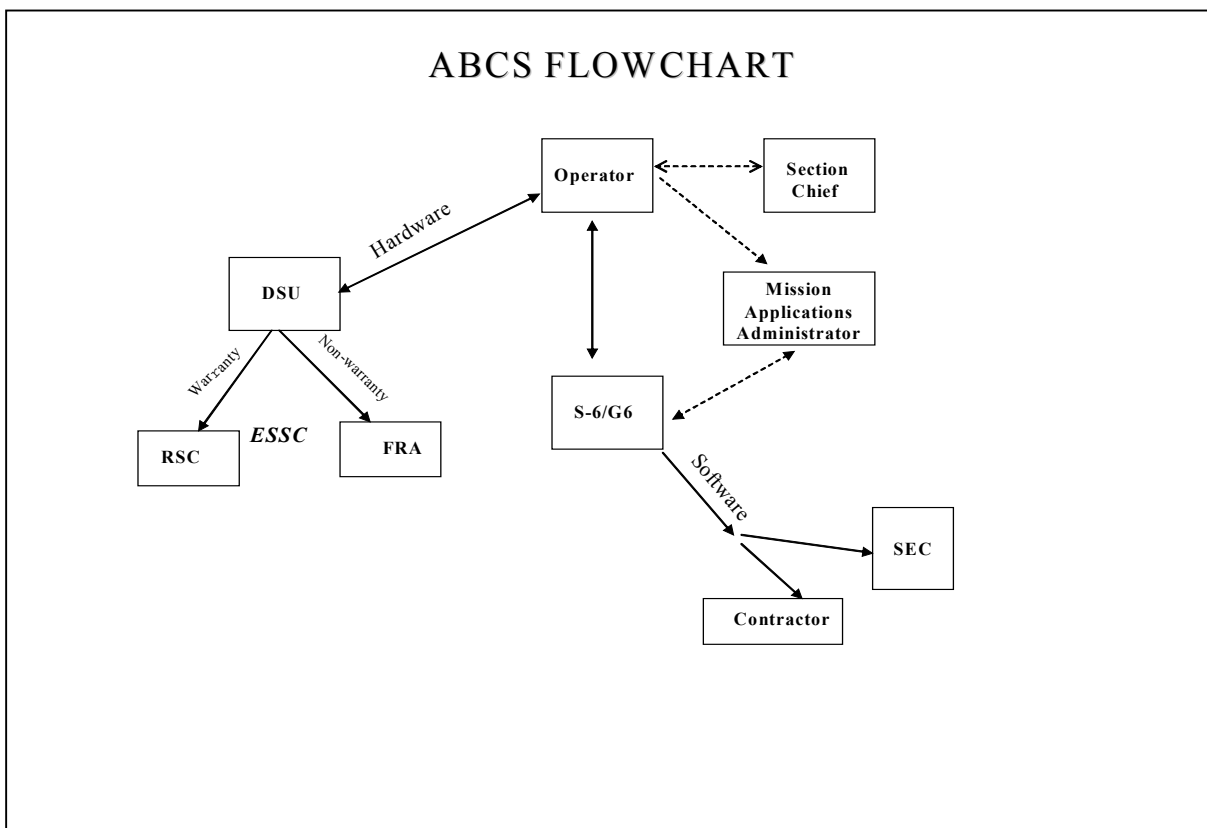 ABCS FLOWCHART
Operator
Section
Chief
Hardware
DSU
Mission
Applications
Administrator
Warranty
Non-warranty
S-6/G6
ESSC
RSC
FRA
Software
SEC
Contractor